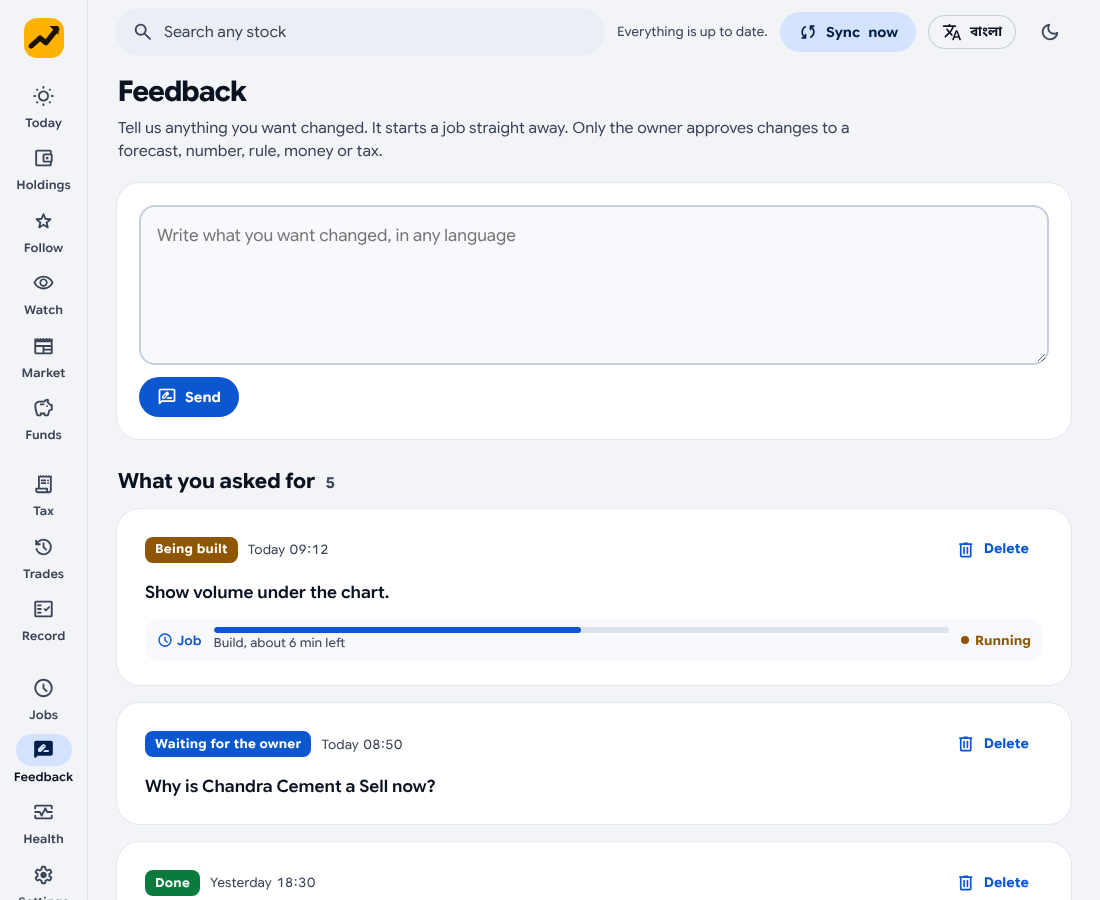 Search any stock
Everything is up to date.
Sync now
বাংলা
Today
Holdings
Follow
Watch
Market
Funds
Tax
Trades
Record
Jobs
Feedback
Health
Feedback
Tell us anything you want changed. It starts a job straight away. Only the owner approves changes to a
forecast, number, rule, money or tax.
Write what you want changed, in any language
Send
What you asked for 5
Being built Today 09:12 Delete
Show volume under the chart.
Job Build, about 6 min left Running
Waiting for the owner Today 08:50 Delete
Why is Chandra Cement a Sell now?
Done Yesterday 18:30 Delete